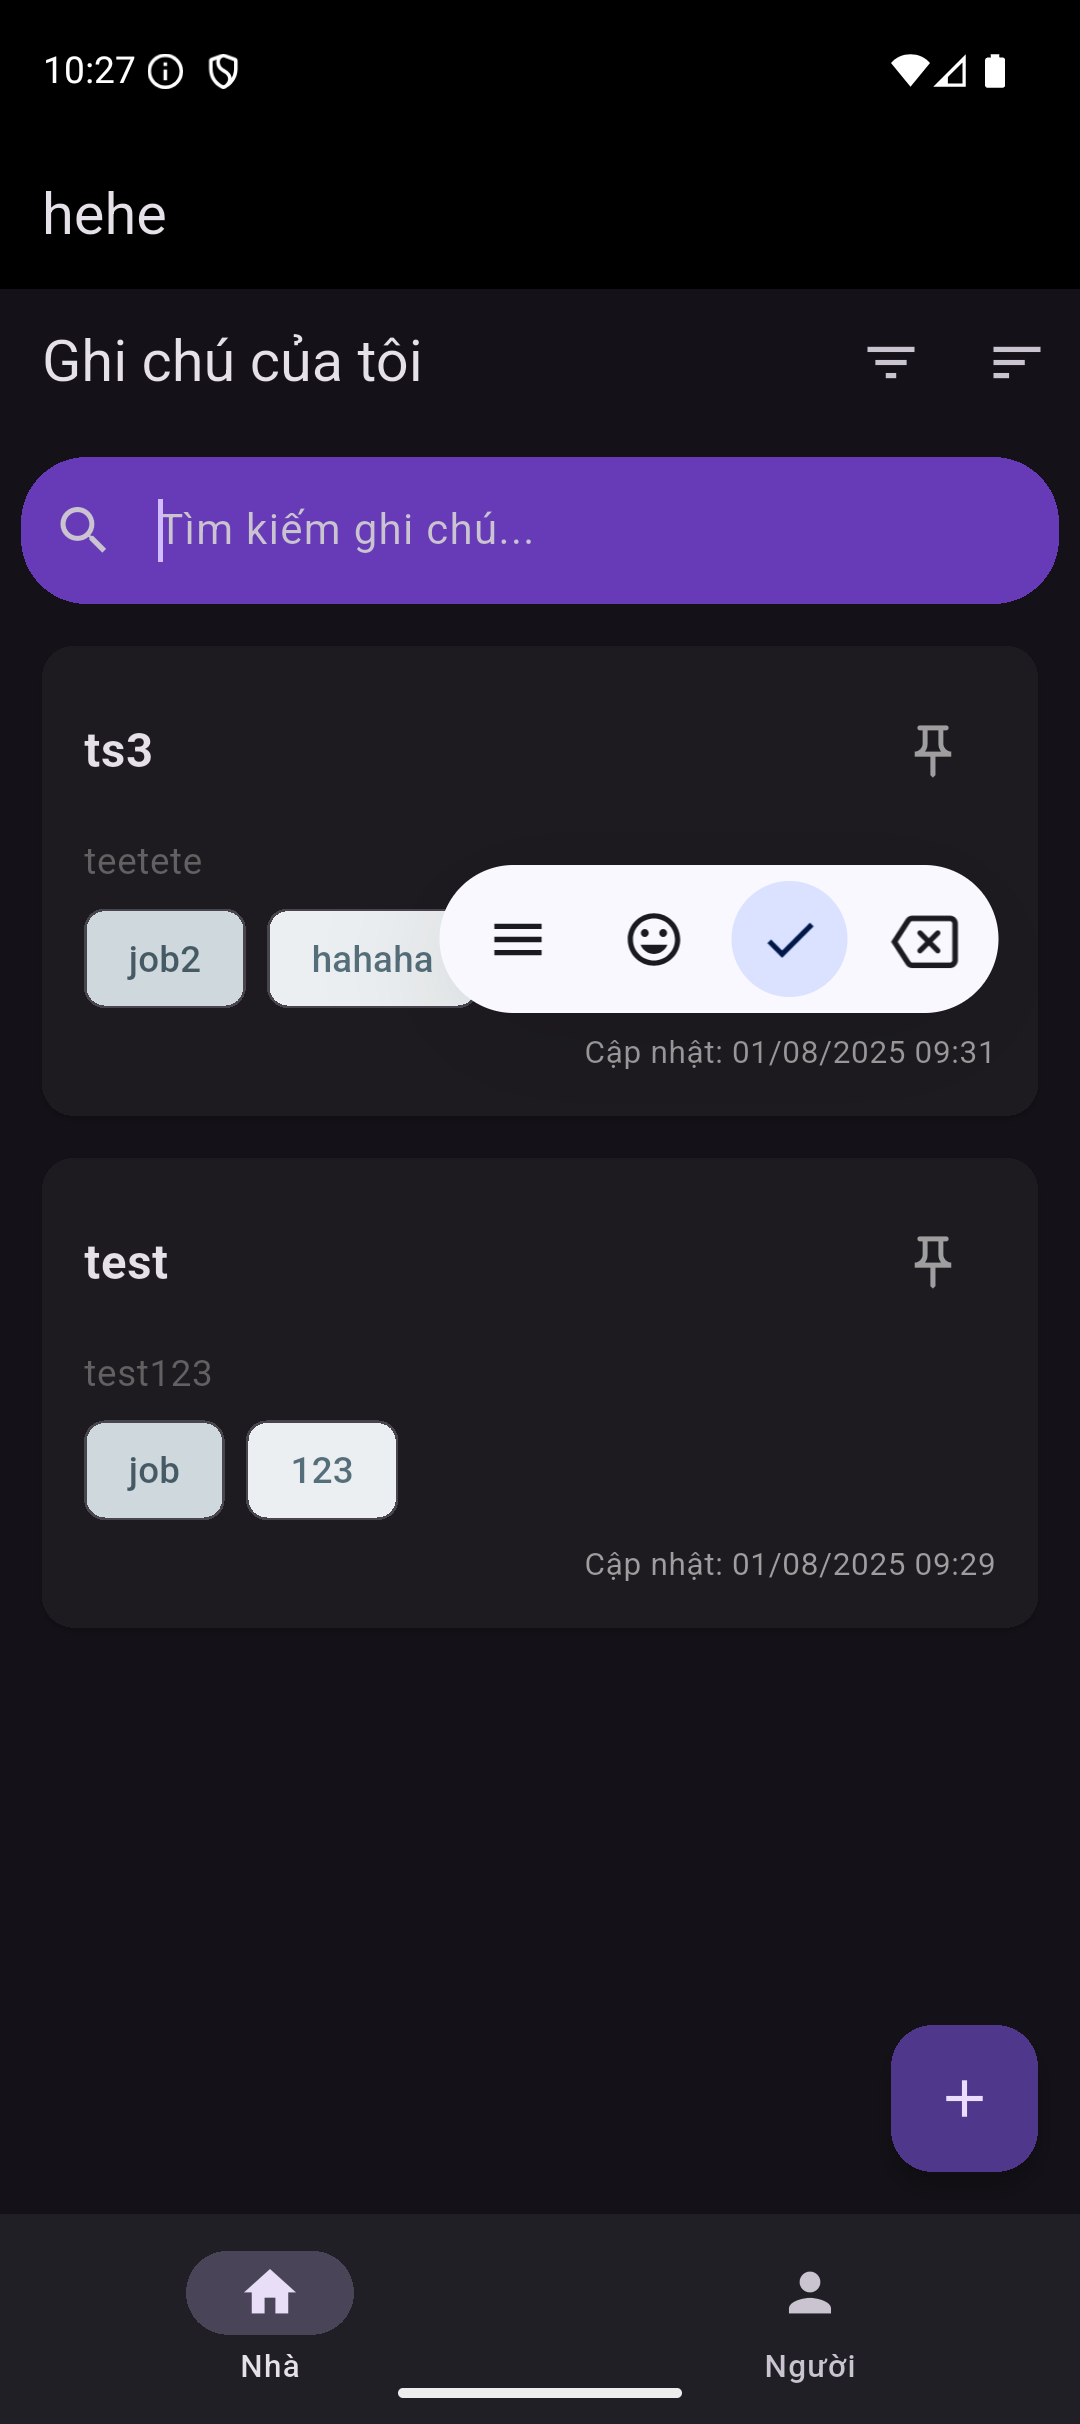 10:27
hehe
Ghi chú của tôi
Tìm kiếm ghi chú...
ts3
teetete
job2 hahaha
Cập nhật: 01/08/2025 09:31
test
test123
job 123
Cập nhật: 01/08/2025 09:29
Nhà Người